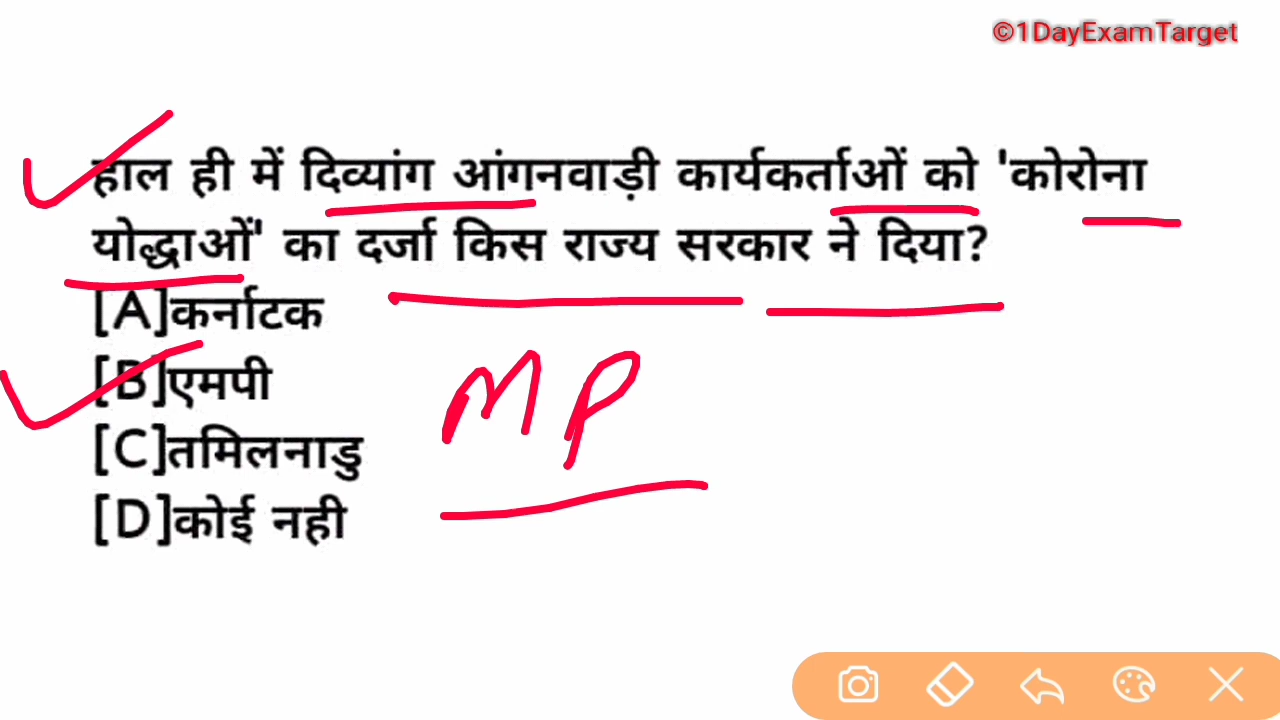 ©1DayExamTarget
हाल ही में दिव्यांग आंगनवाड़ी कार्यकर्ताओं को 'कोरोना
योद्धाओं' का दर्जा किस राज्य सरकार ने दिया?
[A]कर्नाटक
[B]एमपी
MP
[C]तमिलनाडु
[D]कोई नही